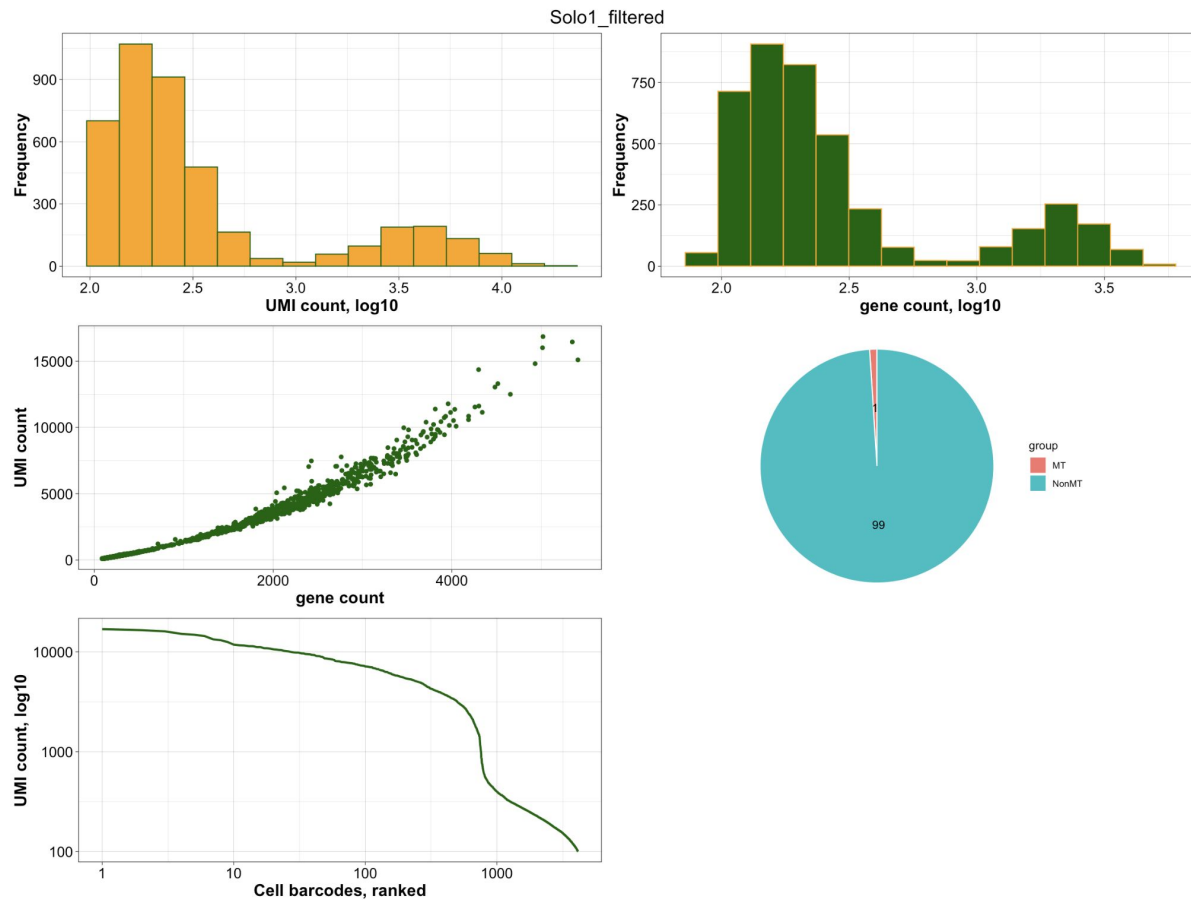 Solo1_filtered
Frequency
900
600
300
0
2.0 2.5 3.0 3.5 4.0
UMI count, log10
Frequency
750
500
250
0
2.0 2.5 3.0 3.5
gene count, log10
UMI count
15000
10000
5000
0
0 2000 4000
gene count
1
99
group
MT
NonMT
UMI count, log10
10000
1000
100
1 10 100 1000
Cell barcodes, ranked